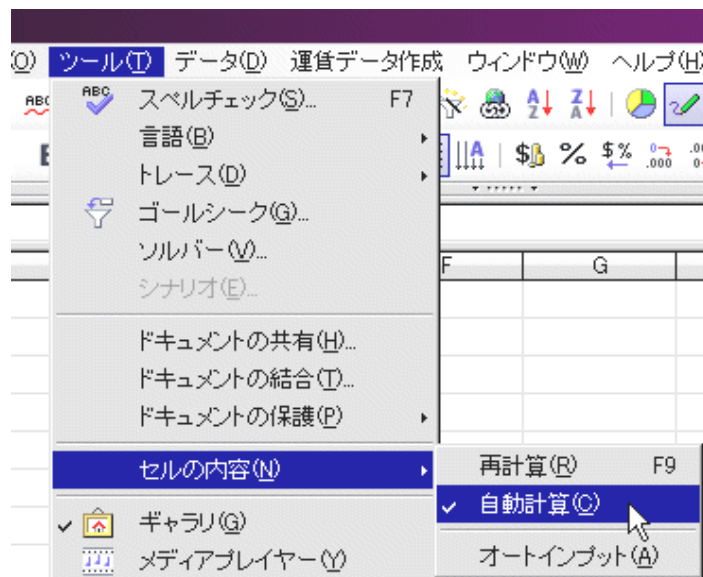 (O) ツール(T) データ(D) 運賃データ作成 ウィンドウ(W) ヘルプ(H)
スペルチェック(S)... F7
言語(B)
トレース(D)
ゴールシーク(G)...
ソルバー(V)...
シナリオ(E)...
F G
ドキュメントの共有(H)...
ドキュメントの結合(T)...
ドキュメントの保護(P)
セルの内容(N)
再計算(R) F9
自動計算(C)
オートインプット(A)
ギャラリ(G)
メディアプレイヤー(Y)